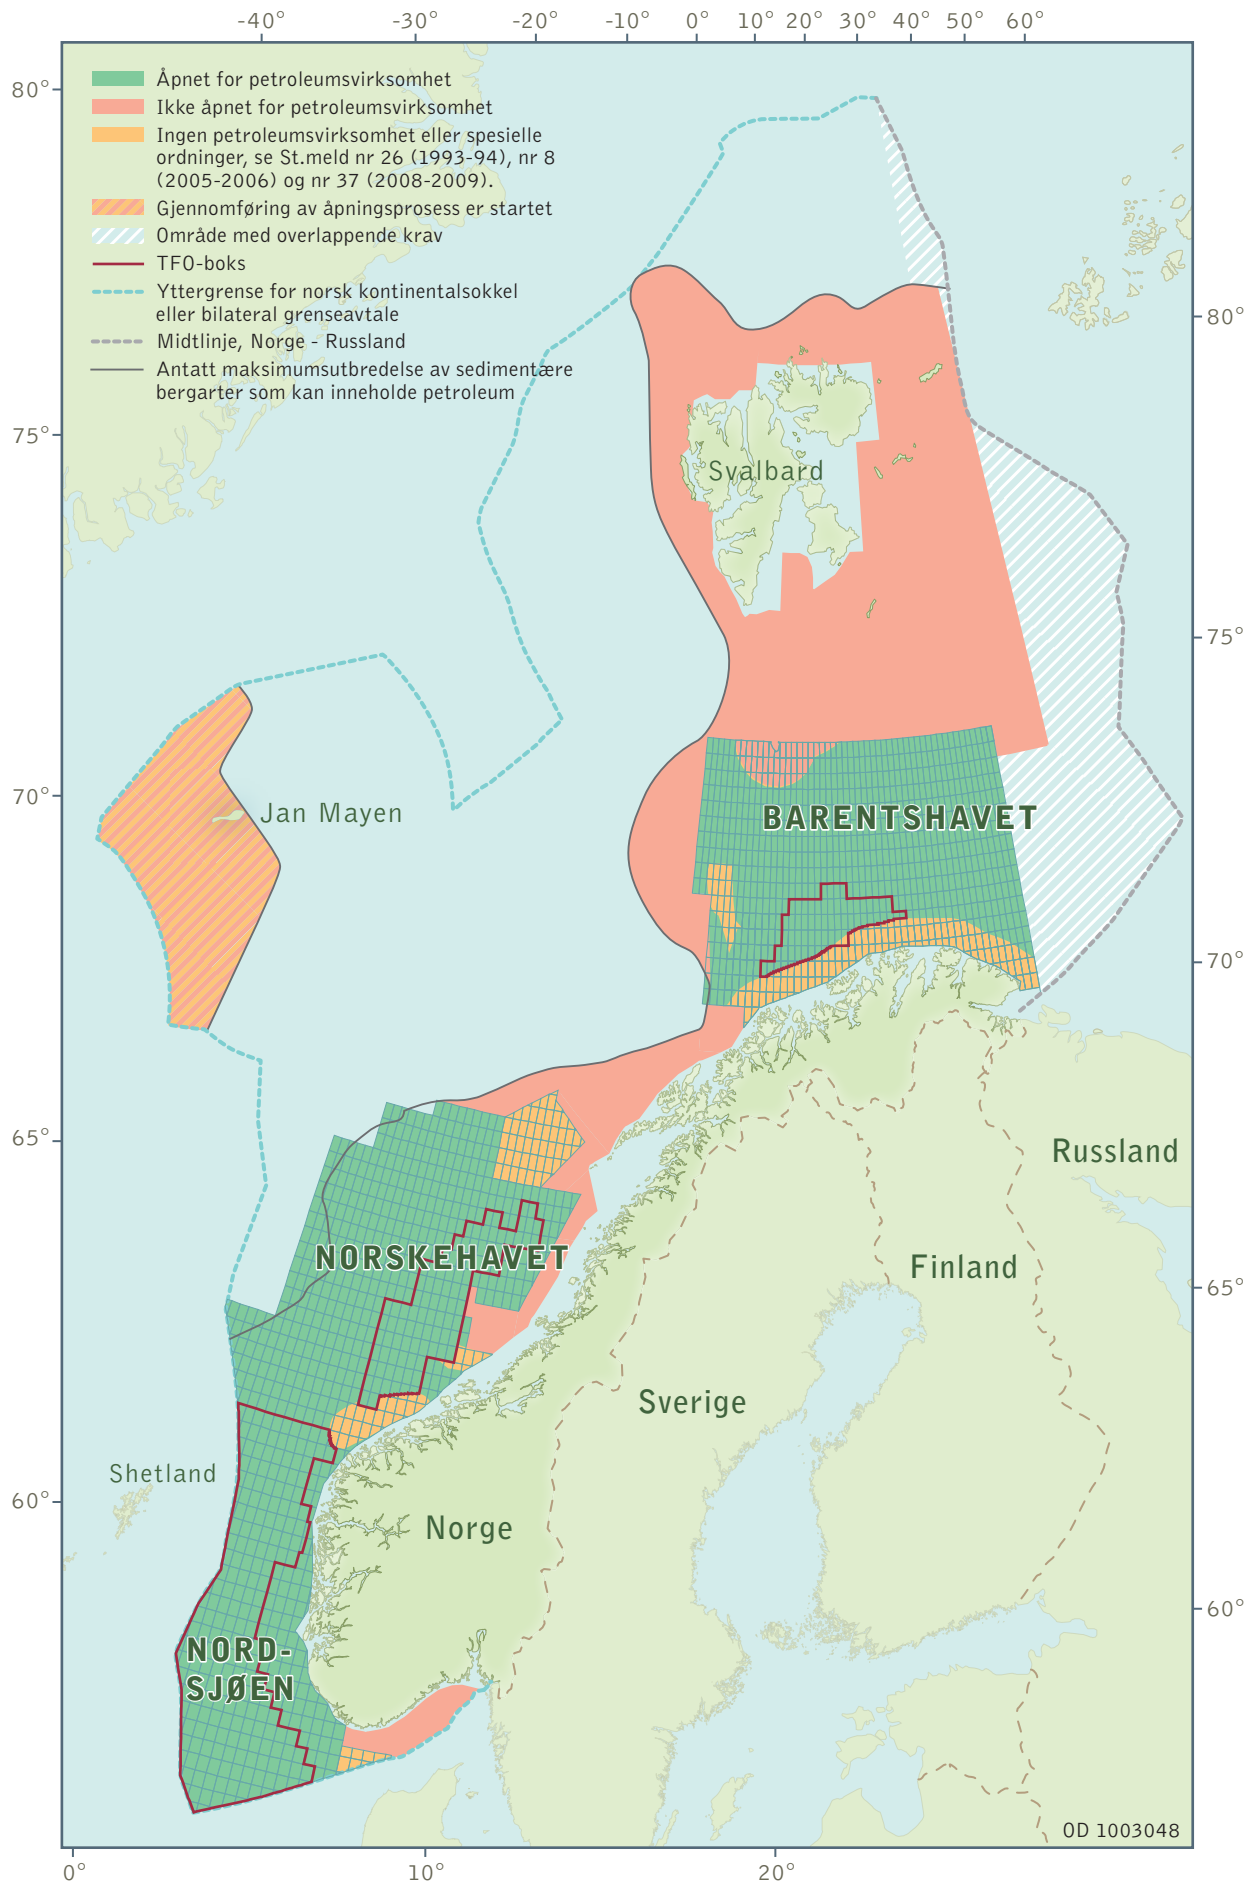 -40° -30° -20° -10° 0° 10° 20° 30° 40° 50° 60°
80°
75°
70°
65°
60°
Åpnet for petroleumsvirksomhet
Ikke åpnet for petroleumsvirksomhet
Ingen petroleumsvirksomhet eller spesielle
ordninger, se St.meld nr 26 (1993-94), nr 8
(2005-2006) og nr 37 (2008-2009).
Gjennomføring av åpningsprosess er startet
Område med overlappende krav
TFO-boks
Yttergrense for norsk kontinentalsokkel
eller bilateral grenseavtale
Midtlinje, Norge - Russland
Antatt maksimumsutbredelse av sedimentære
bergarter som kan inneholde petroleum
80°
75°
70°
65°
60°
Svalbard
Jan Mayen
BARENTSHAVET
Russland
NORSKEHAVET
Finland
Sverige
Shetland
Norge
NORD-
SJØEN
OD 1003048
0° 10° 20°